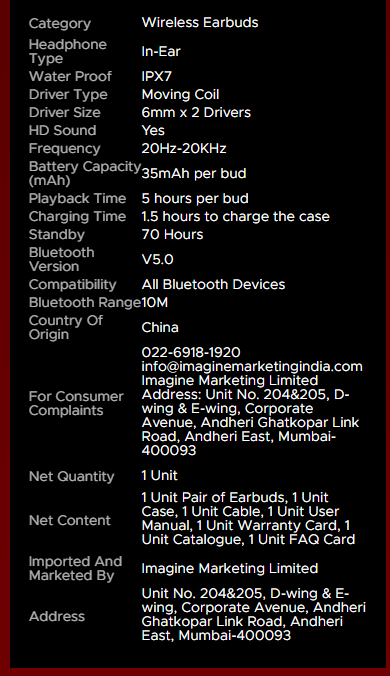 Category Wireless Earbuds
Headphone
Type In-Ear
Water Proof IPX7
Driver Type Moving Coil
Driver Size 6mm x 2 Drivers
HD Sound Yes
Frequency 20Hz-20KHz
Battery Capacity
(mAh) 35mAh per bud
Playback Time 5 hours per bud
Charging Time 1.5 hours to charge the case
Standby 70 Hours
Bluetooth
Version V5.0
Compatibility All Bluetooth Devices
Bluetooth Range 10M
Country Of
Origin China
For Consumer
Complaints
022-6918-1920
info@imaginemarketingindia.com
Imagine Marketing Limited
Address: Unit No. 204&205, D-
wing & E-wing, Corporate
Avenue, Andheri Ghatkopar Link
Road, Andheri East, Mumbai-
400093
Net Quantity 1 Unit
Net Content
1 Unit Pair of Earbuds, 1 Unit
Case, 1 Unit Cable, 1 Unit User
Manual, 1 Unit Warranty Card, 1
Unit Catalogue, 1 Unit FAQ Card
Imported And
Marketed By Imagine Marketing Limited
Address
Unit No. 204&205, D-wing & E-
wing, Corporate Avenue, Andheri
Ghatkopar Link Road, Andheri
East, Mumbai-400093